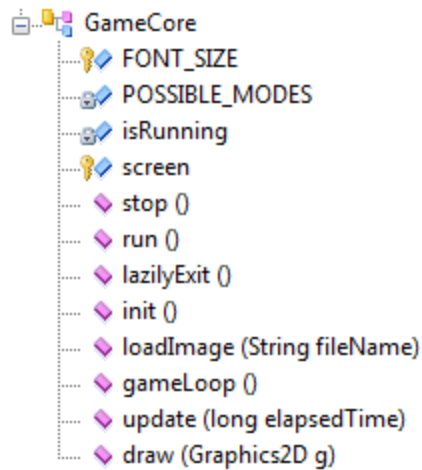 GameCore
FONT_SIZE
POSSIBLE_MODES
isRunning
screen
stop ()
run ()
lazilyExit ()
init ()
loadImage (String fileName)
gameLoop ()
update (long elapsedTime)
draw (Graphics2D g)